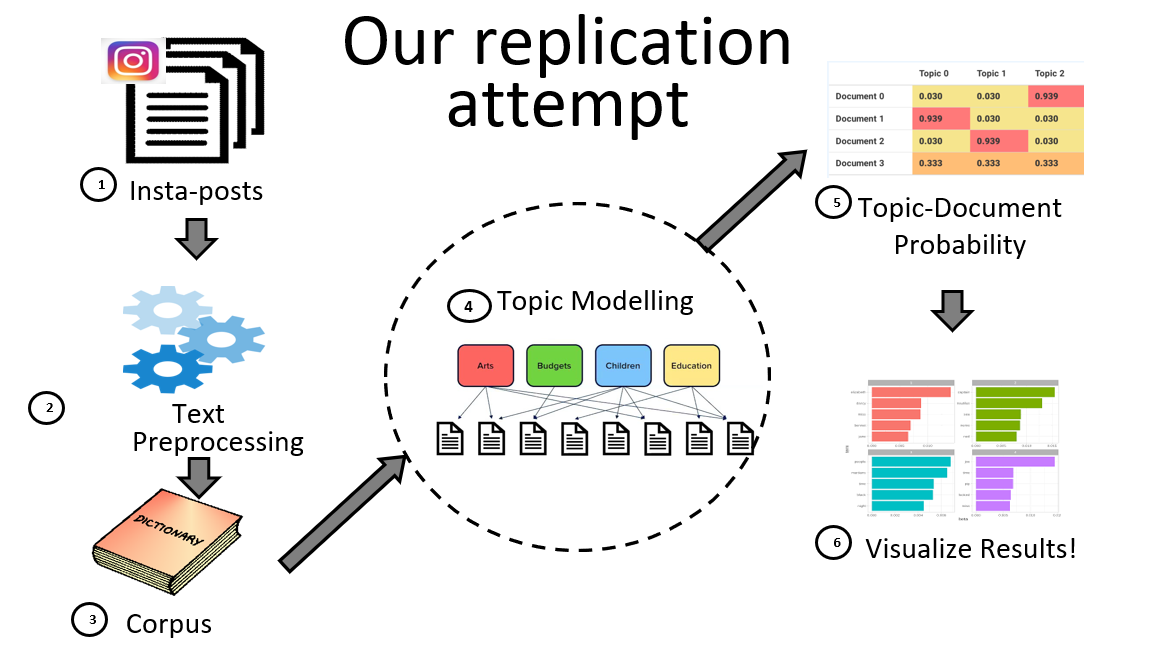 Our replication
attempt
1 Insta-posts
2
Text
Preprocessing
DICTIONARY
3 Corpus
4 Topic Modelling
Arts Budgets Children Education
Topic 0 Topic 1 Topic 2
Document 0 0.030 0.030 0.939
Document 1 0.939 0.030 0.030
Document 2 0.030 0.939 0.030
Document 3 0.333 0.333 0.333
5 Topic-Document
Probability
6 Visualize Results!